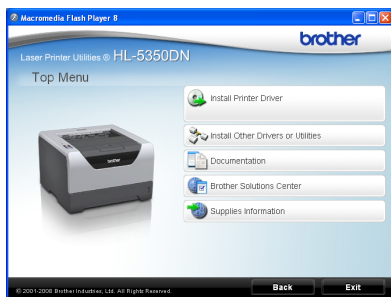 Macromedia Flash Player 8
brother
Laser Printer Utilities ® HL-5350DN
Top Menu
Install Printer Driver
Install Other Drivers or Utilities
Documentation
Brother Solutions Center
Supplies Information
brother
© 2001-2008 Brother Industries, Ltd. All Rights Reserved.
Back
Exit